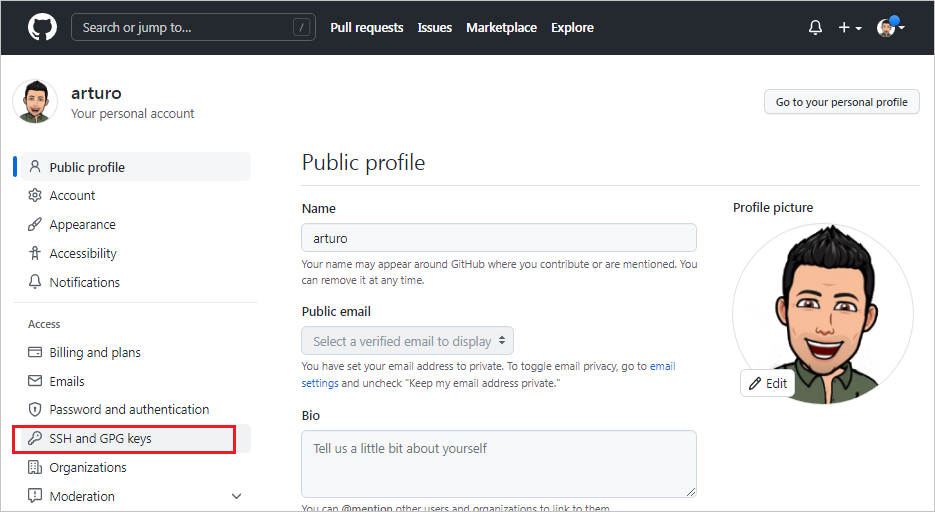 Search or jump to... /
Pull requests Issues Marketplace Explore
arturo
Your personal account
Go to your personal profile
Public profile
Account
Appearance
Accessibility
Notifications
Access
Billing and plans
Emails
Password and authentication
SSH and GPG keys
Organizations
Moderation
Public profile
Name
arturo
Your name may appear around GitHub where you contribute or are mentioned. You
can remove it at any time.
Public email
Select a verified email to display
You have set your email address to private. To toggle email privacy, go to email
settings and uncheck "Keep my email address private."
Bio
Tell us a little bit about yourself
You can @mention other users and organizations to link to them.
Profile picture
Edit